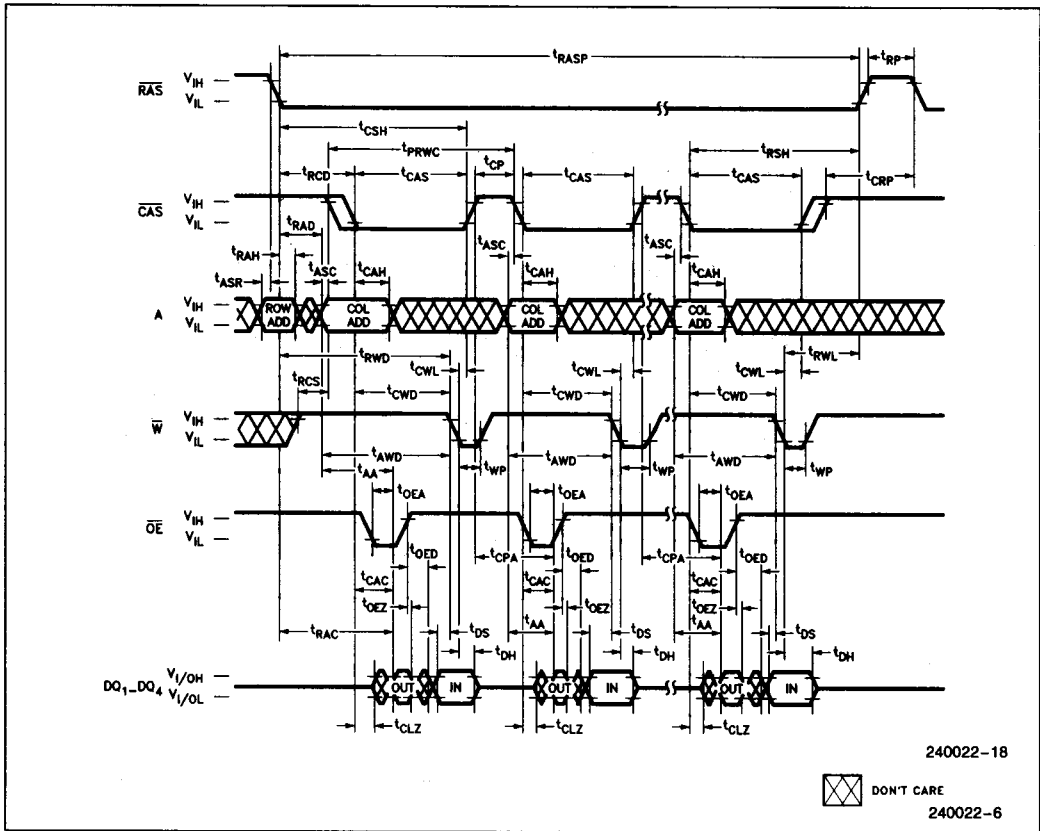 tRASP
tRP
RAS VIH
VIL
tCSH
tPRWC
tRSH
tCP
tRCD tCAS tCAS tCAS tCRP
CAS VIH
VIL
tRAD
tRAH tASC tASC
tASR tASC tCAH tCAH tCAH
A VIH
VIL
ROW ADD
COL ADD
COL ADD
COL ADD
tRWD tRWL
tRCS tCWL tCWL tCWL
tCWD tCWD tCWD
W VIH
VIL
tAWD tWP tAWD tWP tAWD tWP
tAA
tOEA tOEA tOEA
OE VIH
VIL
tOED tCPA tOED tCPA tOED
tCAC tCAC tCAC
tOEZ tOEZ tOEZ
tRAC tDS tAA tDS tAA tDS
tDH tDH tDH
DQ1–DQ4 VI/OH
VI/OL
OUT IN OUT IN OUT IN
tCLZ tCLZ tCLZ
240022-18
DON'T CARE
240022-6